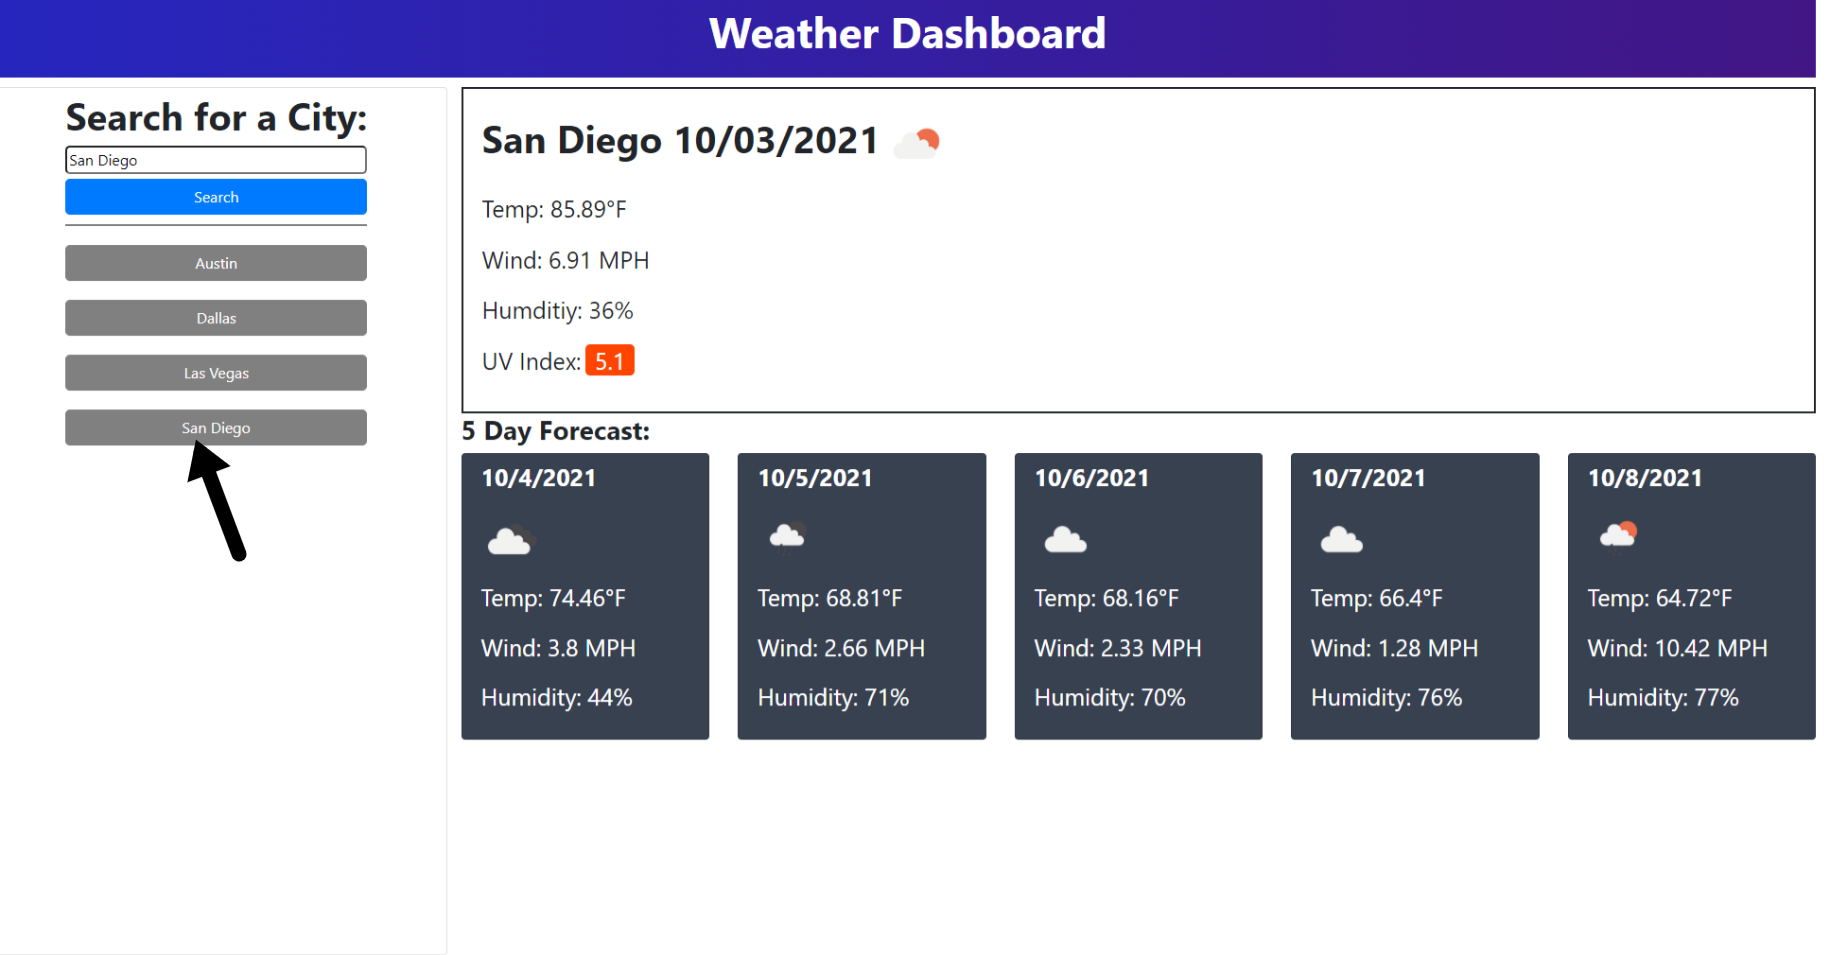 Weather Dashboard
Search for a City:
San Diego
Search
Austin
Dallas
Las Vegas
San Diego
San Diego 10/03/2021
Temp: 85.89°F
Wind: 6.91 MPH
Humditiy: 36%
UV Index: 5.1
5 Day Forecast:
10/4/2021
Temp: 74.46°F
Wind: 3.8 MPH
Humidity: 44%
10/5/2021
Temp: 68.81°F
Wind: 2.66 MPH
Humidity: 71%
10/6/2021
Temp: 68.16°F
Wind: 2.33 MPH
Humidity: 70%
10/7/2021
Temp: 66.4°F
Wind: 1.28 MPH
Humidity: 76%
10/8/2021
Temp: 64.72°F
Wind: 10.42 MPH
Humidity: 77%